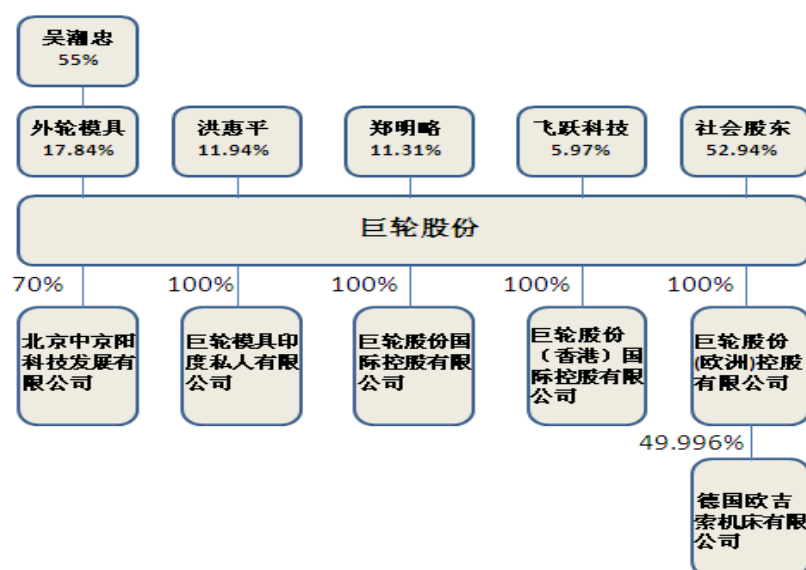 吴潮忠
55%
外轮模具
17.84%
洪惠平
11.94%
郑明略
11.31%
飞跃科技
5.97%
社会股东
52.94%
巨轮股份
70%
100%
100%
100%
100%
北京中京阳
科技发展有
限公司
巨轮模具印
度私人有限
公司
巨轮股份国
际控股有限
公司
巨轮股份
（香港）国
际控股有限
公司
巨轮股份
(欧洲)控股
有限公司
49.996%
德国欧吉
索机床有限
公司